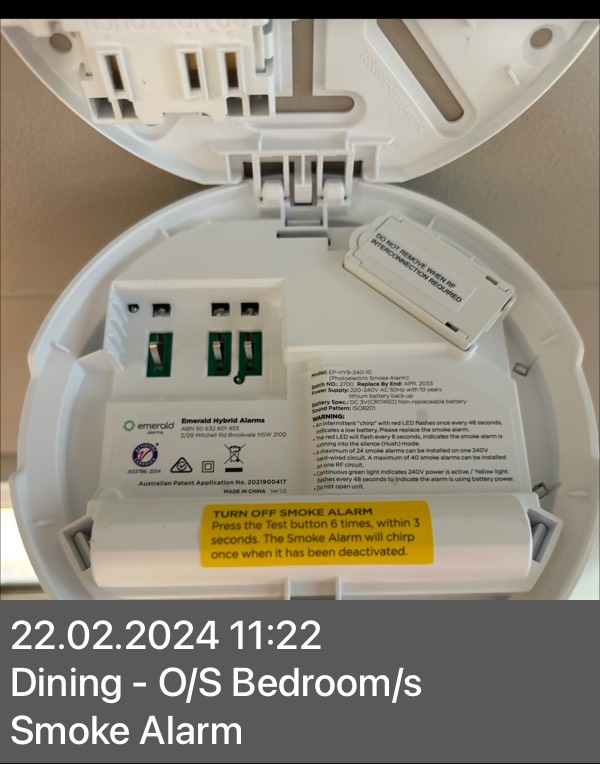 DO NOT REMOVE WHEN RF
INTERCONNECTION REQUIRED
Model: EP-HYB-240-10
(Photoelectric Smoke Alarm)
Batch NO.: 2700 Replace By End: APR, 2033
Power Supply: 220-240V AC 50Hz with 10 years
lithium battery back up
Battery Spec.: DC 3V(CR17450) Non-replaceable battery
Sound Pattern: ISO8201
WARNING:
• An intermittent "chirp" with red LED flashes once every 48 seconds,
indicates a low battery, Please replace the smoke alarm.
• The red LED will flash every 8 seconds, indicates the smoke alarm is
running into the silence (Hush) mode.
• A maximum of 24 smoke alarms can be installed on one 240V
hard-wired circuit. A maximum of 40 smoke alarms can be installed
on one RF circuit.
• Continuous green light indicates 240V power is active / Yellow light
flashes every 48 seconds to indicate the alarm is using battery power.
• Do not open unit.
emerald
alarms
Emerald Hybrid Alarms
ABN 50 632 601 453
2/29 Mitchell Rd Brookvale NSW 2100
AS3786: 2014
Australian Patent Application No. 2021900417
MADE IN CHINA Ver1.0
TURN OFF SMOKE ALARM
Press the Test button 6 times, within 3
seconds. The Smoke Alarm will chirp
once when it has been deactivated.
22.02.2024 11:22
Dining - O/S Bedroom/s
Smoke Alarm